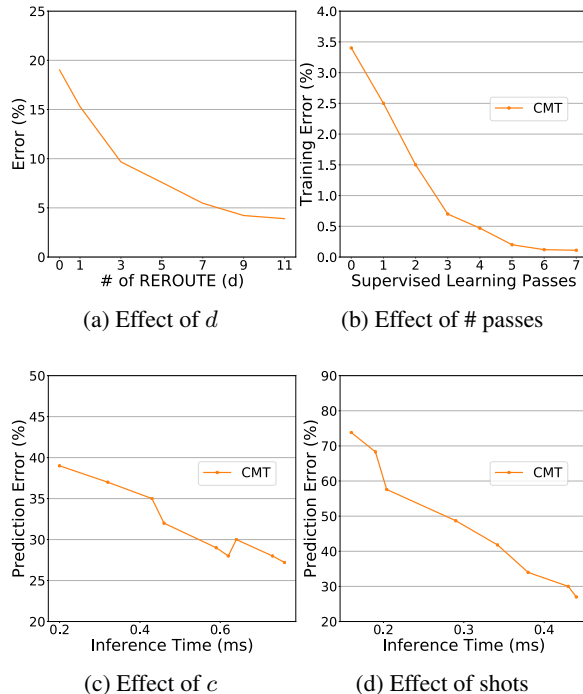 25
20
15
10
5
0
Error (%)
0 1 3 5 7 9 11
# of REROUTE (d)
(a) Effect of d
4.0
3.5
3.0
2.5
2.0
1.5
1.0
0.5
0.0
Training Error (%)
CMT
0 1 2 3 4 5 6 7
Supervised Learning Passes
(b) Effect of # passes
50
45
40
35
30
25
20
Prediction Error (%)
CMT
0.2 0.4 0.6
Inference Time (ms)
(c) Effect of c
90
80
70
60
50
40
30
20
Prediction Error (%)
CMT
0.2 0.3 0.4
Inference Time (ms)
(d) Effect of shots